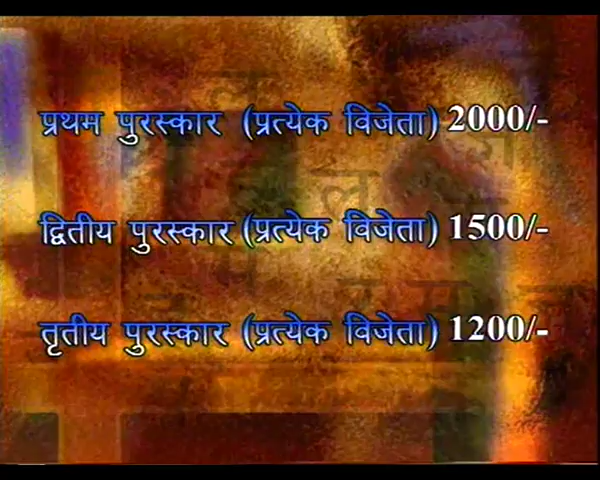 प्रथम पुरस्कार (प्रत्येक विजेता) 2000/-
द्वितीय पुरस्कार (प्रत्येक विजेता) 1500/-
तृतीय पुरस्कार (प्रत्येक विजेता) 1200/-